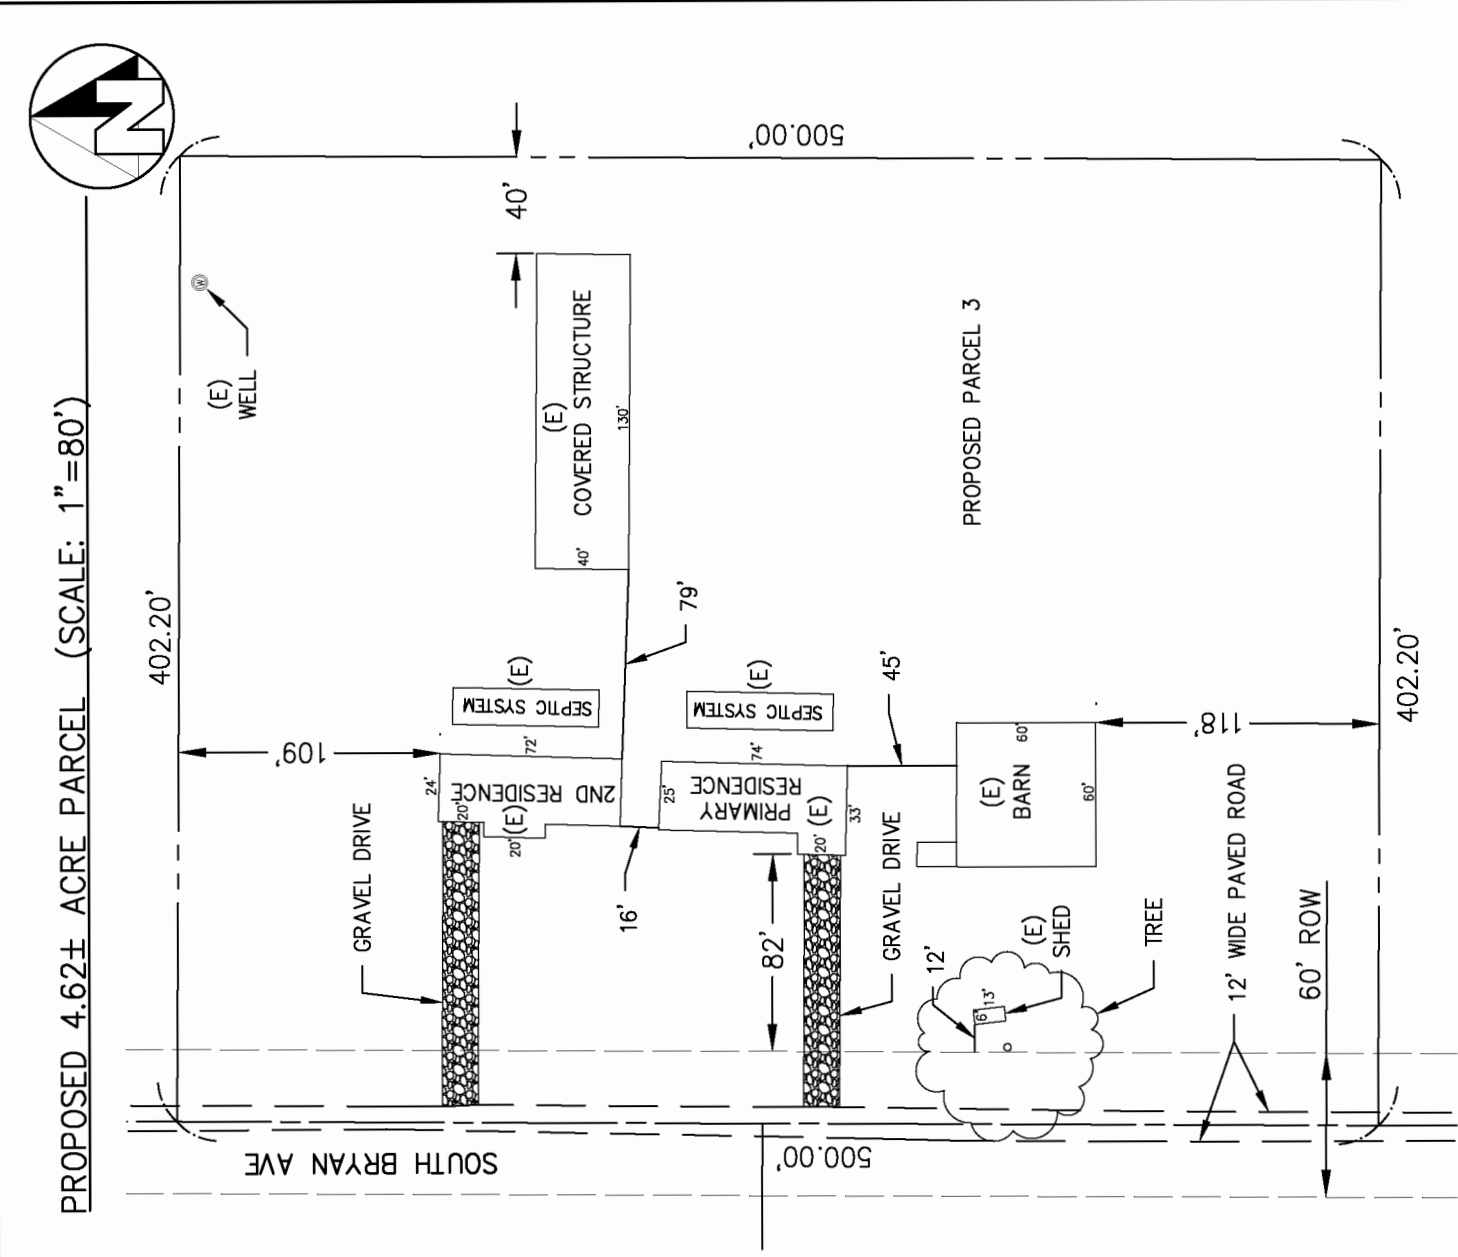 PROPOSED 4.62± ACRE PARCEL (SCALE: 1"=80')
N
402.20'
500.00'
40'
(E)
WELL
(E)
COVERED STRUCTURE
130'
40'
PROPOSED PARCEL 3
79'
(E)
SEPTIC SYSTEM
(E)
SEPTIC SYSTEM
109'
72'
24'
2ND RESIDENCE
20'
(E)
20'
74'
25'
PRIMARY
RESIDENCE
(E)
33'
20'
45'
60'
(E)
BARN
60'
118'
402.20'
GRAVEL DRIVE
16'
82'
GRAVEL DRIVE
12'
6'
13'
(E)
SHED
TREE
12' WIDE PAVED ROAD
60' ROW
SOUTH BRYAN AVE
500.00'
W